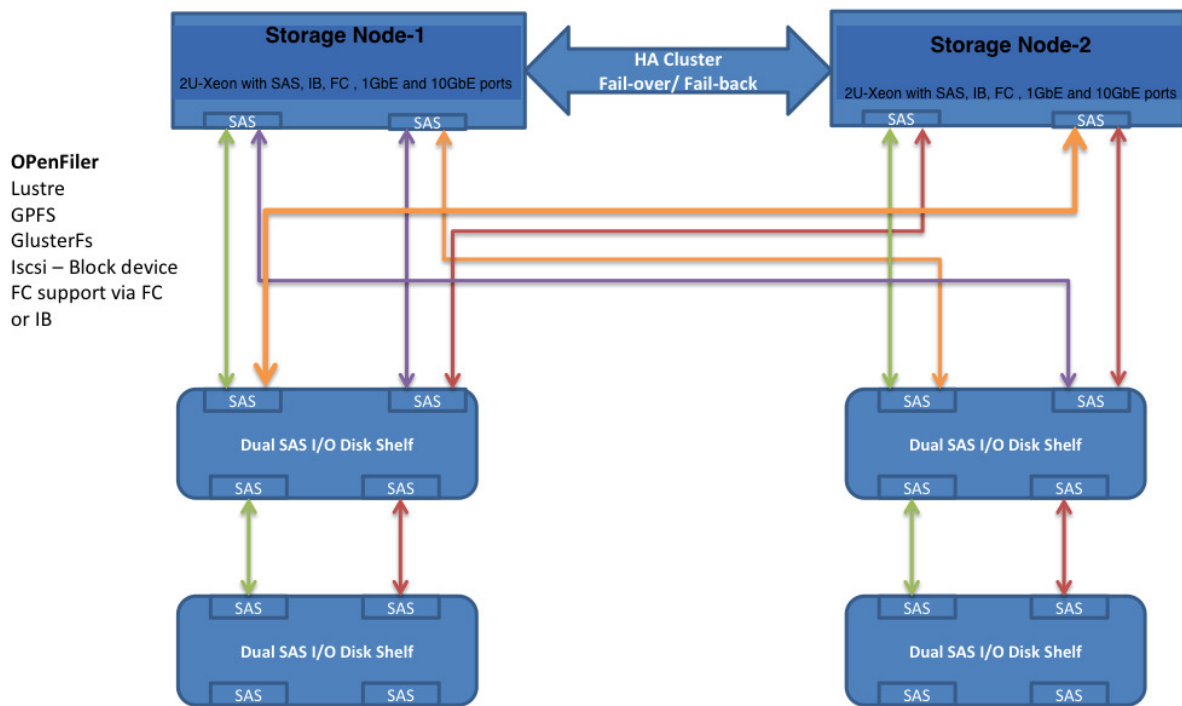 Storage Node-1
2U-Xeon with SAS, IB, FC , 1GbE and 10GbE ports
SAS
SAS
HA Cluster
Fail-over/ Fail-back
Storage Node-2
2U-Xeon with SAS, IB, FC , 1GbE and 10GbE ports
SAS
SAS
OPenFiler
Lustre
GPFS
GlusterFs
Iscsi – Block device
FC support via FC
or IB
SAS
SAS
Dual SAS I/O Disk Shelf
SAS
SAS
SAS
SAS
Dual SAS I/O Disk Shelf
SAS
SAS
SAS
SAS
Dual SAS I/O Disk Shelf
SAS
SAS
SAS
SAS
Dual SAS I/O Disk Shelf
SAS
SAS